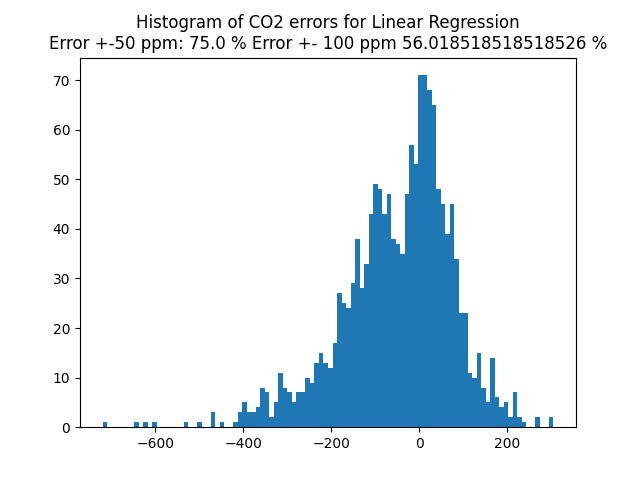 Histogram of CO2 errors for Linear Regression
Error +-50 ppm: 75.0 % Error +- 100 ppm 56.018518518518526 %
70
60
50
40
30
20
10
0
−600 −400 −200 0 200